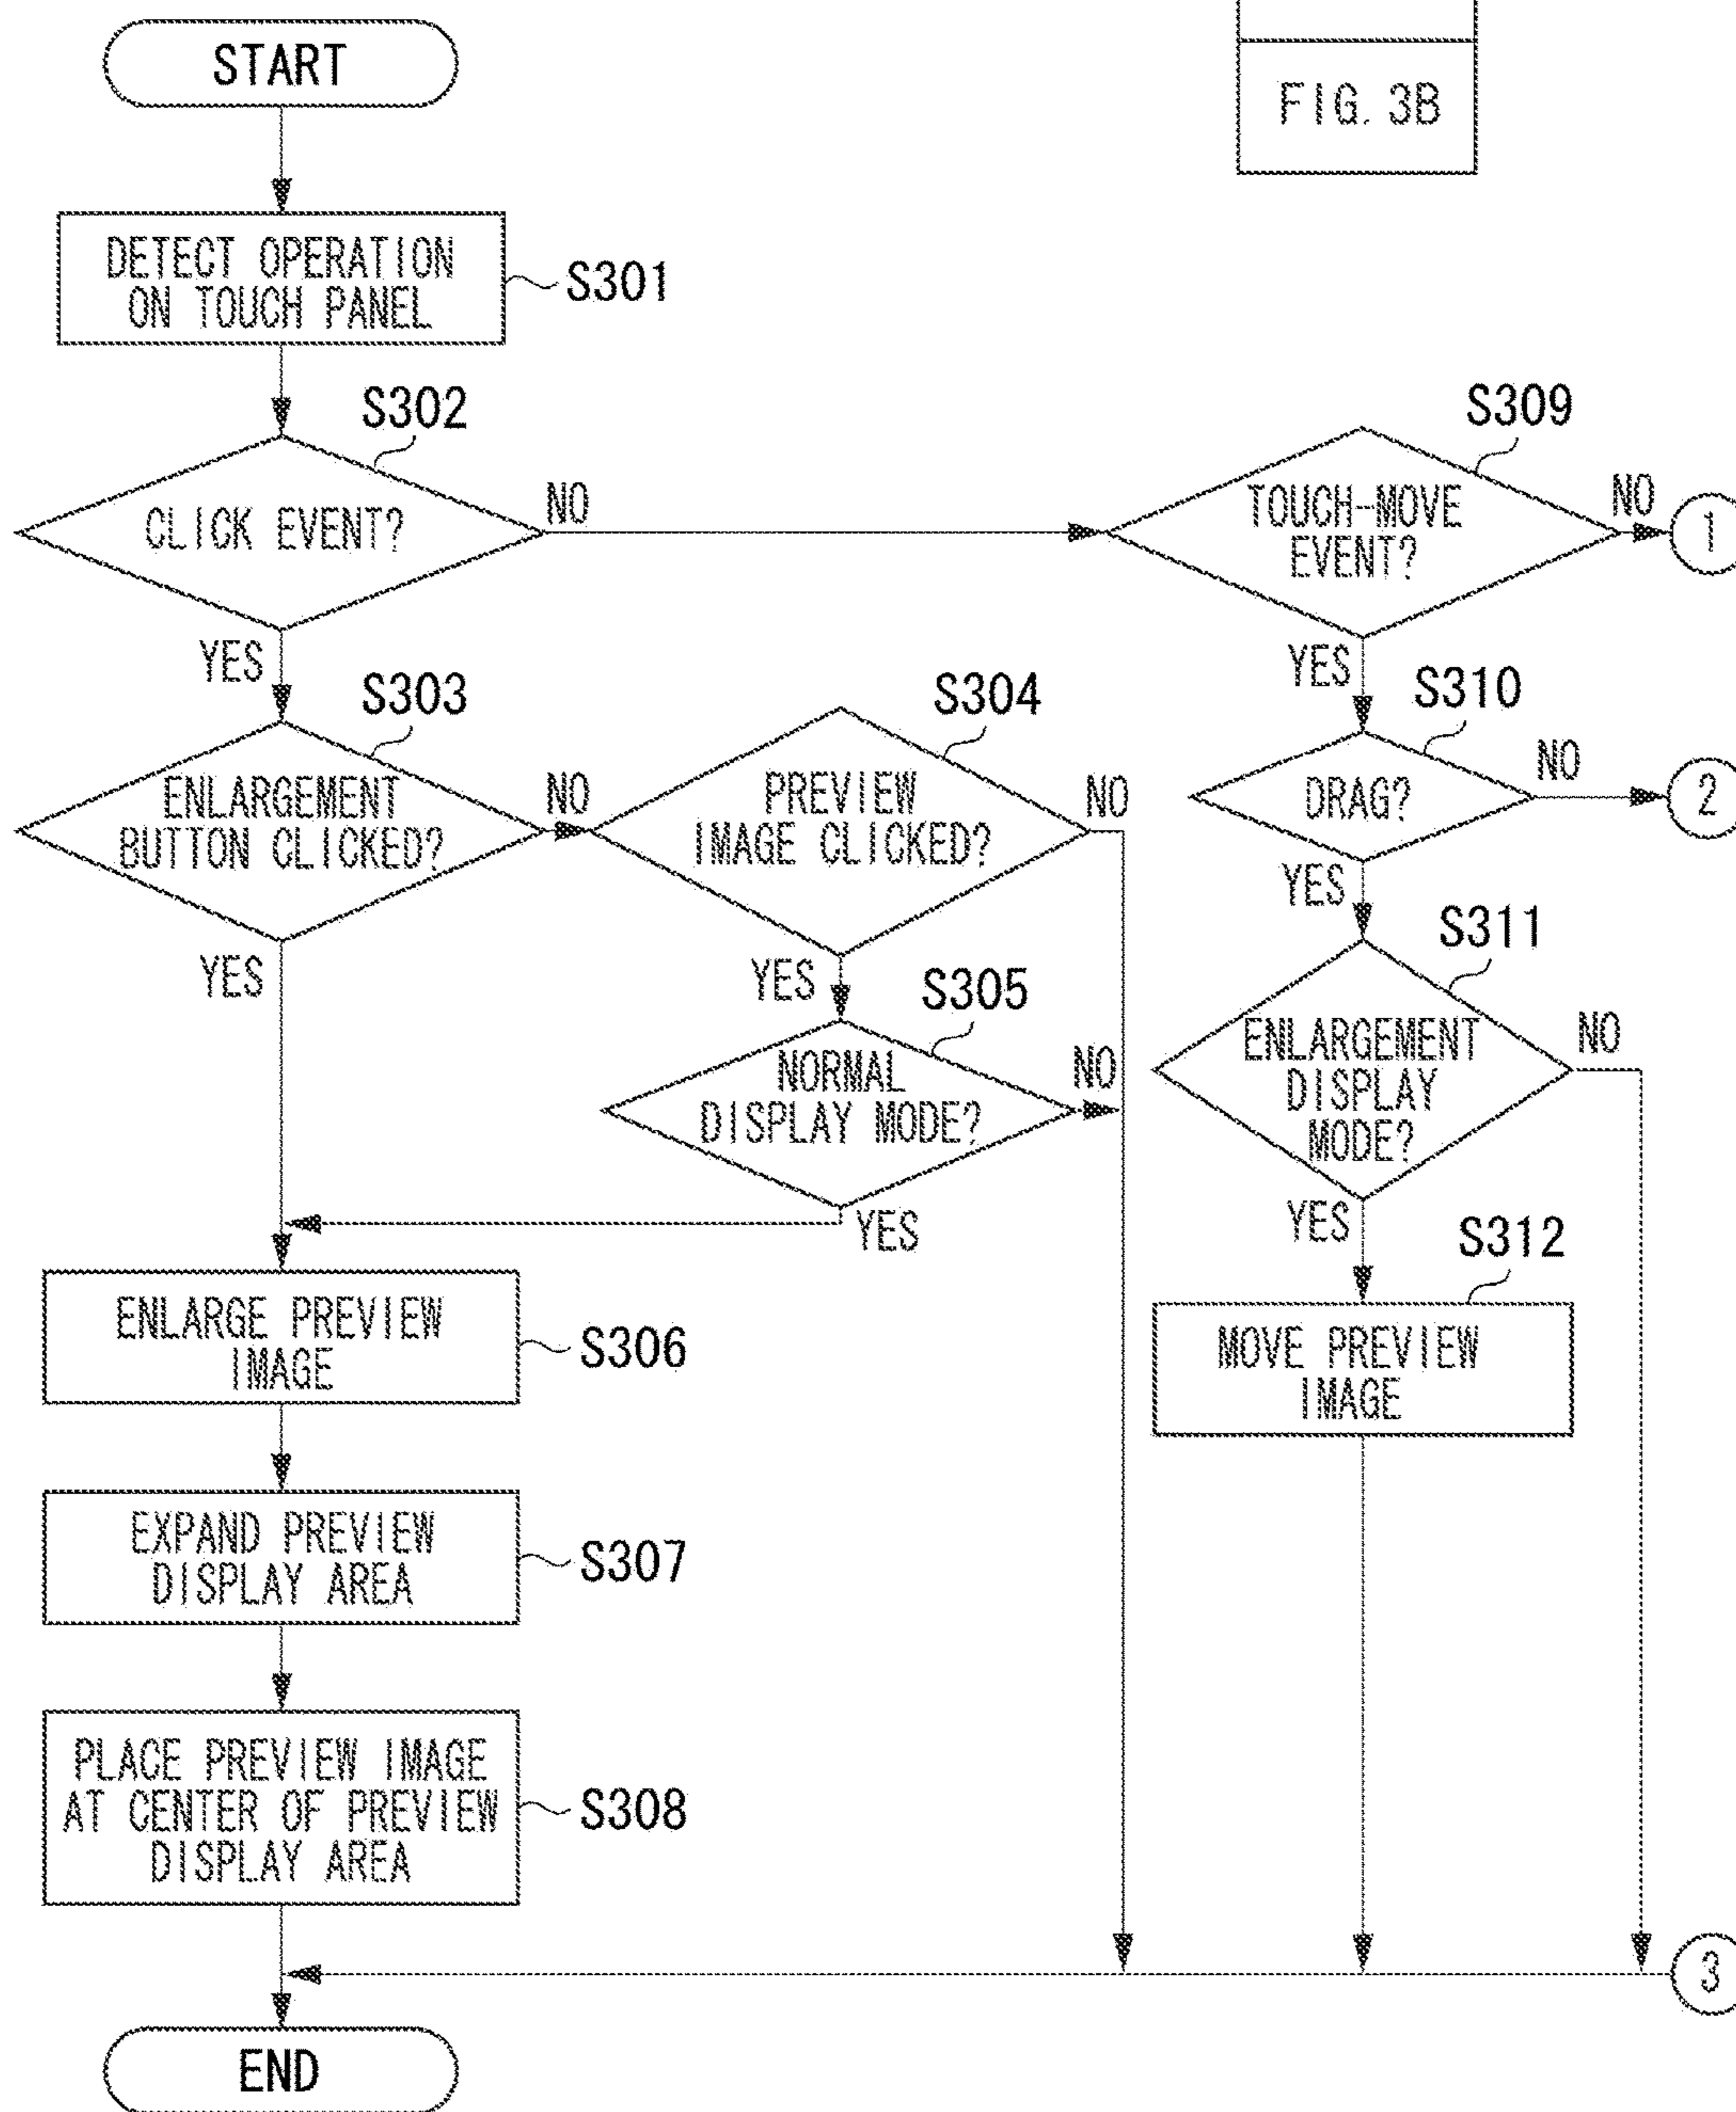 FIG. 3B
START
DETECT OPERATION
ON TOUCH PANEL
S301
S302
CLICK EVENT?
NO
YES
S309
TOUCH-MOVE
EVENT?
NO
1
YES
S303
ENLARGEMENT
BUTTON CLICKED?
NO
YES
S304
PREVIEW
IMAGE CLICKED?
NO
YES
S310
DRAG?
NO
2
YES
S305
NORMAL
DISPLAY MODE?
NO
YES
S311
ENLARGEMENT
DISPLAY
MODE?
NO
YES
S306
ENLARGE PREVIEW
IMAGE
S312
MOVE PREVIEW
IMAGE
EXPAND PREVIEW
DISPLAY AREA
S307
PLACE PREVIEW IMAGE
AT CENTER OF PREVIEW
DISPLAY AREA
S308
3
END